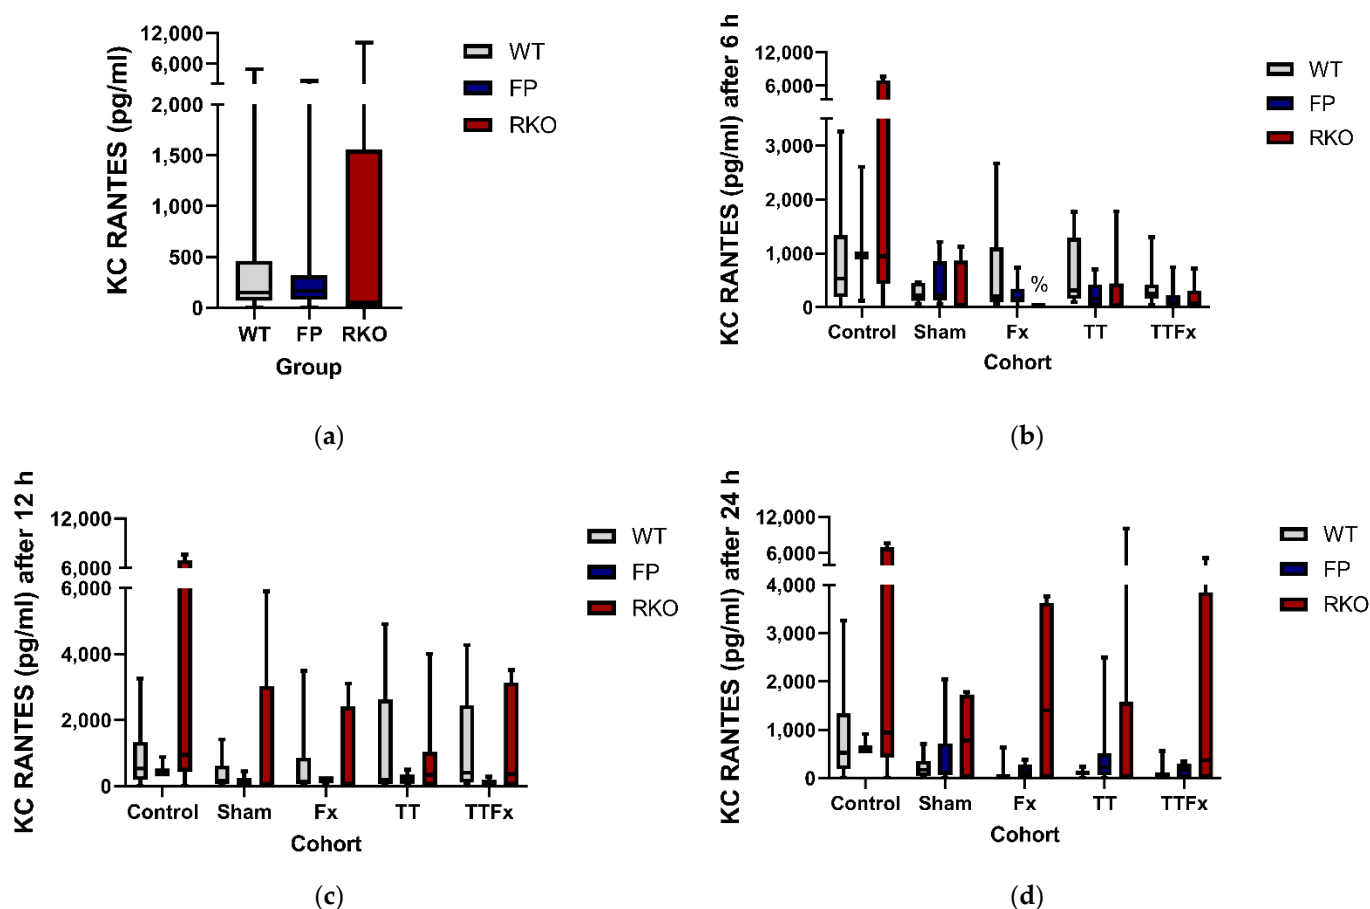 KC RANTES (pg/ml)
12,000
6,000
2,000
1,500
1,000
500
0
WT FP RKO
Group
WT
FP
RKO
(a)
KC RANTES (pg/ml) after 6 h
12,000
6,000
3,000
2,000
1,000
0
%
Control Sham Fx TT TTFx
Cohort
WT
FP
RKO
(b)
KC RANTES (pg/ml) after 12 h
12,000
6,000
6,000
4,000
2,000
0
Control Sham Fx TT TTFx
Cohort
WT
FP
RKO
(c)
KC RANTES (pg/ml) after 24 h
12,000
6,000
4,000
3,000
2,000
1,000
0
Control Sham Fx TT TTFx
Cohort
WT
FP
RKO
(d)